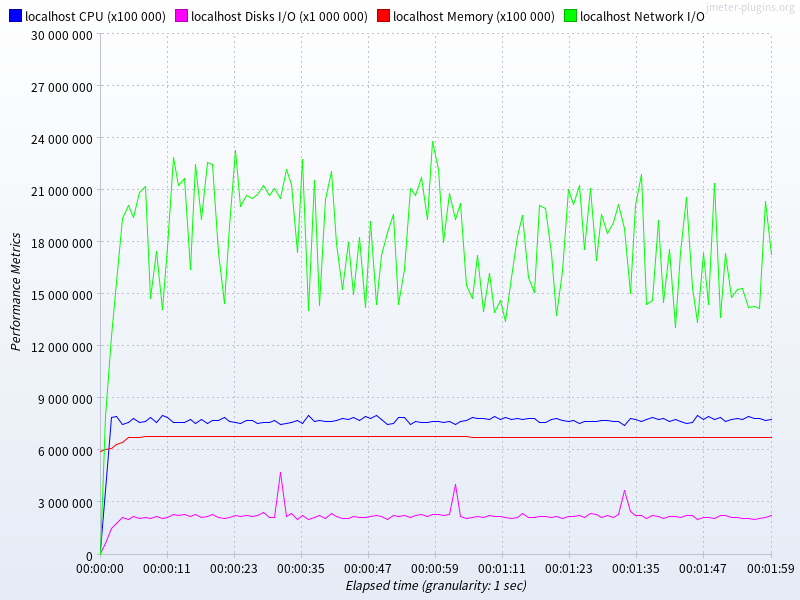 jmeter-plugins.org
localhost CPU (x100 000) localhost Disks I/O (x1 000 000) localhost Memory (x100 000) localhost Network I/O
30 000 000
27 000 000
24 000 000
21 000 000
18 000 000
15 000 000
12 000 000
9 000 000
6 000 000
3 000 000
0
Performance Metrics
00:00:00 00:00:11 00:00:23 00:00:35 00:00:47 00:00:59 00:01:11 00:01:23 00:01:35 00:01:47 00:01:59
Elapsed time (granularity: 1 sec)